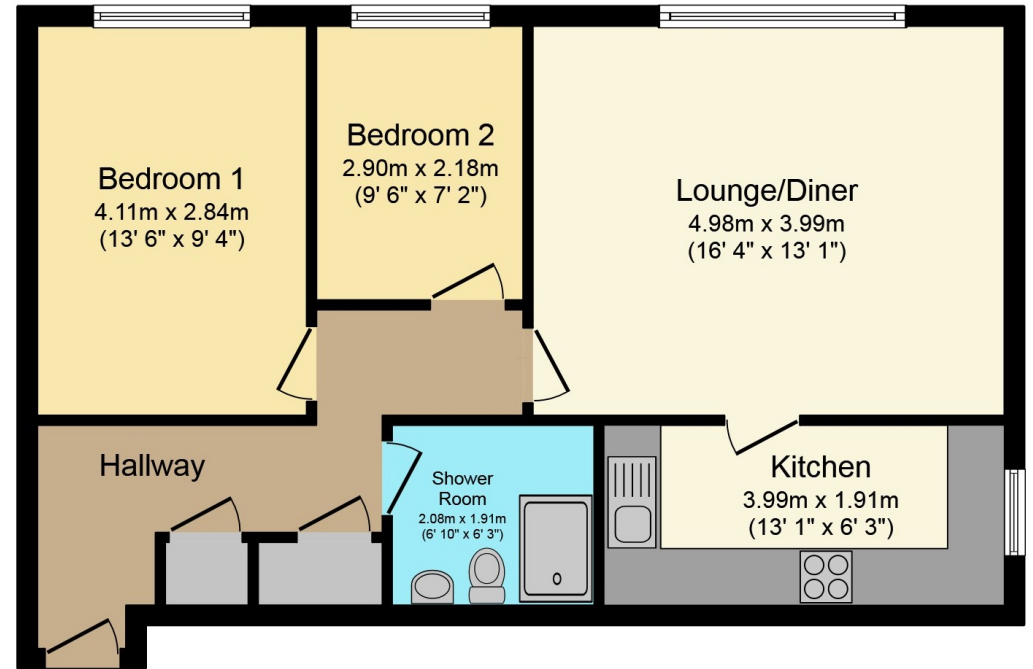 Bedroom 1
4.11m x 2.84m
(13' 6" x 9' 4")
Bedroom 2
2.90m x 2.18m
(9' 6" x 7' 2")
Lounge/Diner
4.98m x 3.99m
(16' 4" x 13' 1")
Hallway
Shower
Room
2.08m x 1.91m
(6' 10" x 6' 3")
Kitchen
3.99m x 1.91m
(13' 1" x 6' 3")